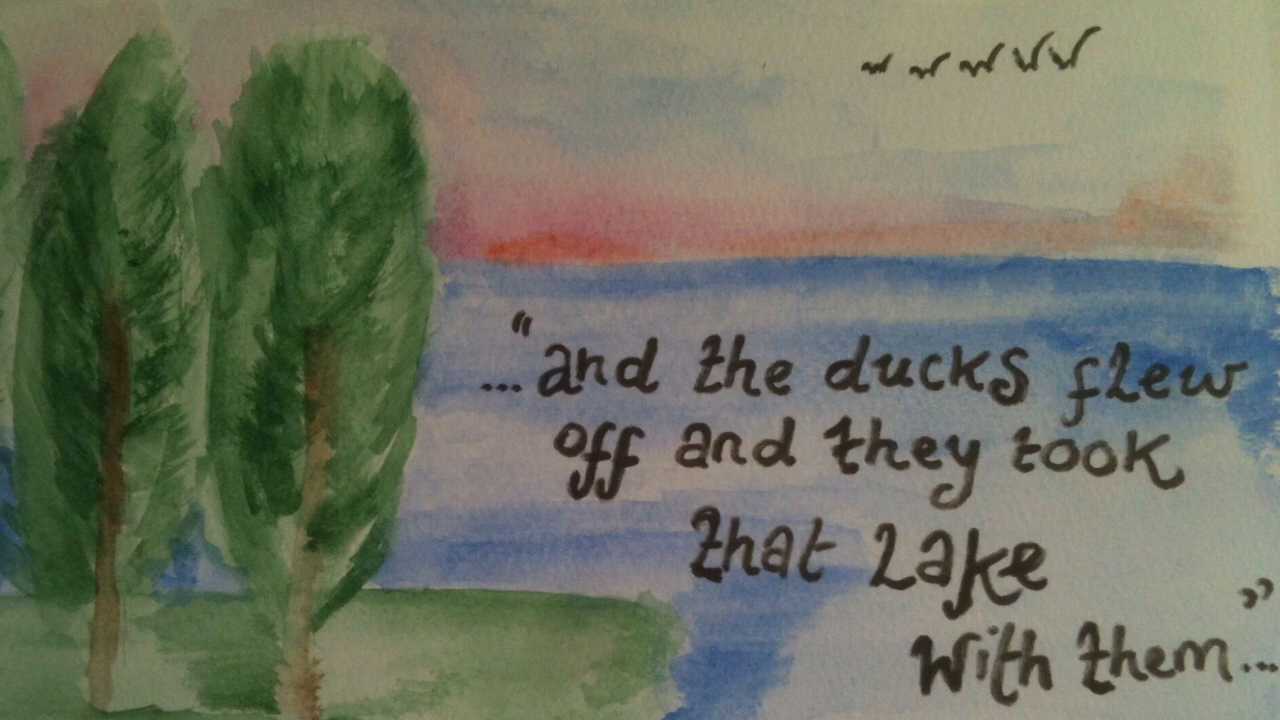 ..."and the ducks flew
off and they took
that Lake
with them..."